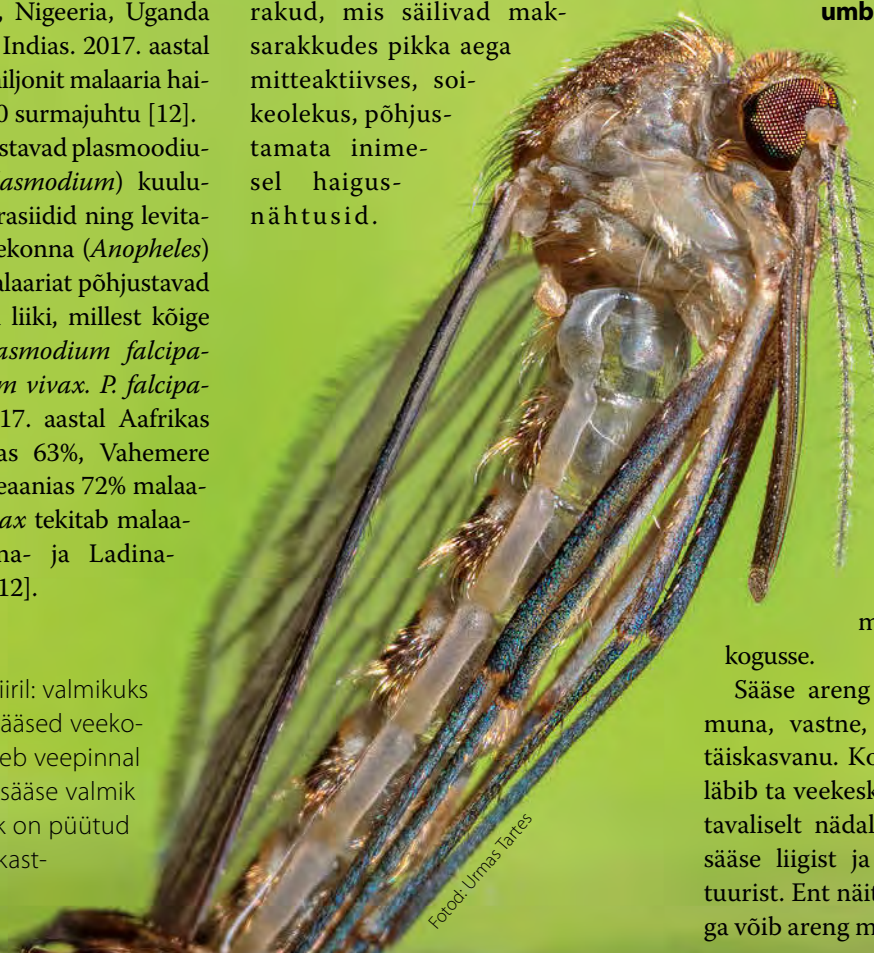 , Nigeeria, Uganda
Indias. 2017. aastal
iljonit malaaria hai-
0 surmajuhtu [12].
stavad plasmoodiu-
asmodium) kuulu-
rasiidid ning levita-
ekonna (Anopheles)
alaariat põhjustavad
liiki, millest kõige
asmodium falcipa-
m vivax. P. falcipa-
17. aastal Aafrikas
as 63%, Vahemere
eaanias 72% malaa-
ax tekitab malaa-
na- ja Ladina-
12].
iiril: valmikuks
ääsed veeko-
eb veepinnal
sääse valmik
k on püütud
kast-
rakud, mis säilivad mak-
sarakkudes pikka aega
mitteaktiivses, soi-
keolekus, põhjus-
tamata inime-
sel haigus-
nähtusid.
Fotod: Urmas Tartes
umb
m
kogusse.
Sääse areng
muna, vastne,
täiskasvanu. Ko
läbib ta veekesk
tavaliselt nädal
sääse liigist ja
tuurist. Ent näit
ga võib areng m